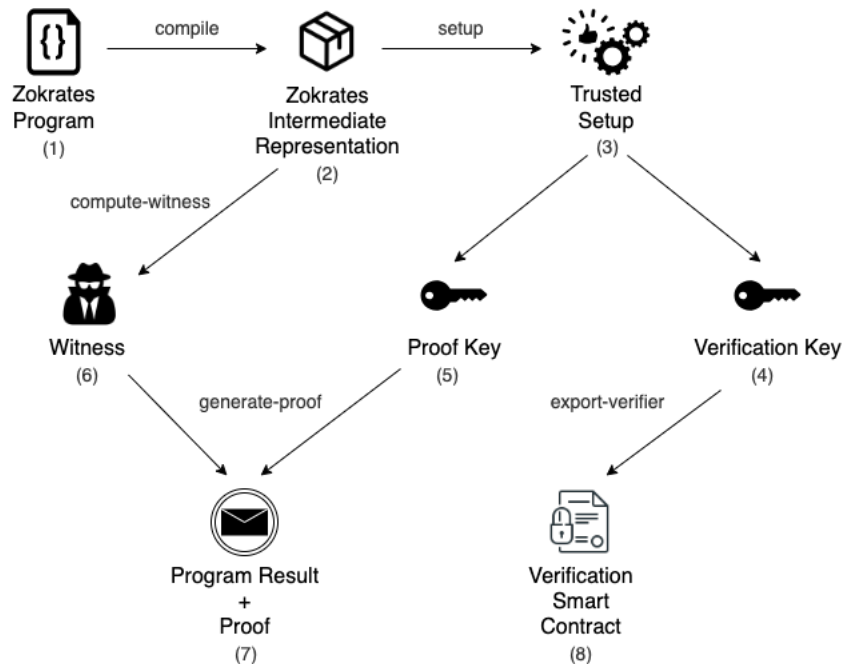 compile
setup
Zokrates
Program
(1)
Zokrates
Intermediate
Representation
(2)
Trusted
Setup
(3)
compute-witness
Witness
(6)
Proof Key
(5)
Verification Key
(4)
generate-proof
export-verifier
Program Result
+
Proof
(7)
Verification
Smart
Contract
(8)